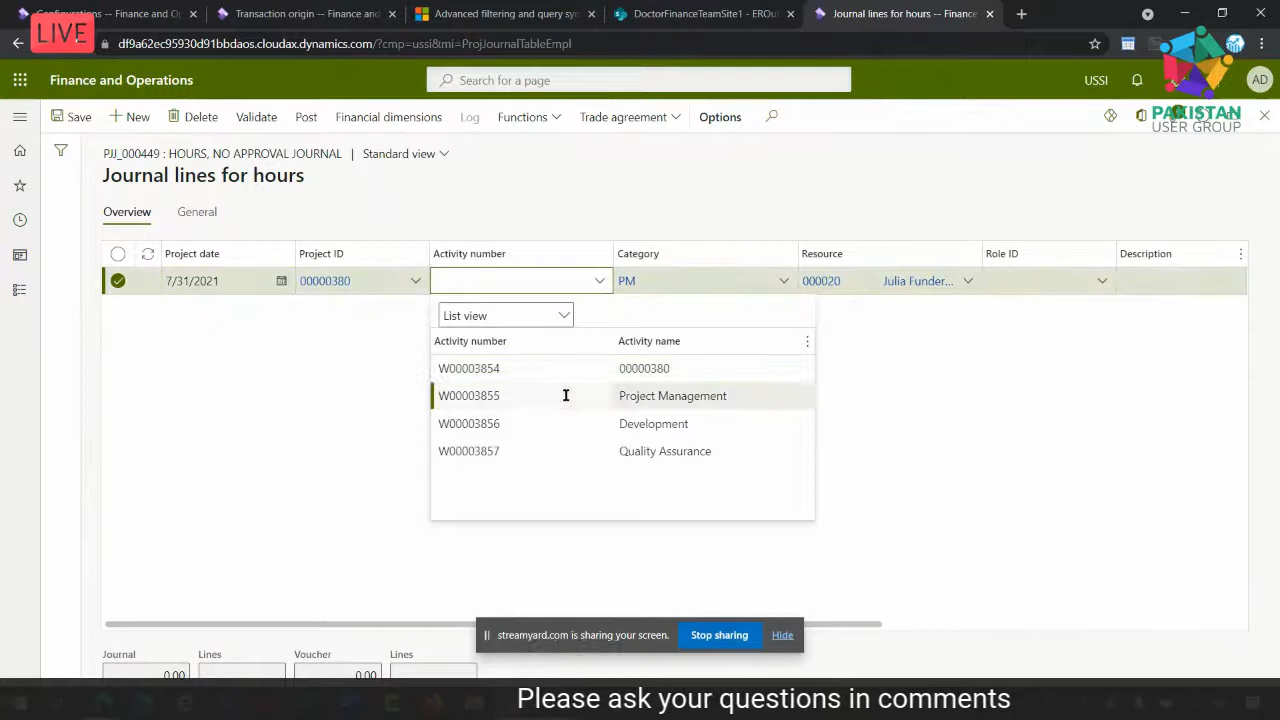 Configurations -- Finance and Op
Transaction origin -- Finance and
Advanced filtering and query syn
DoctorFinanceTeamSite1 - EROLU
Journal lines for hours -- Finance
LIVE
df9a62ec95930d91bbdaos.cloudax.dynamics.com/?cmp=ussi&mi=ProjJournalTableEmpl
Finance and Operations
Search for a page
USSI
AD
PAKISTAN
USER GROUP
Save
New
Delete
Validate
Post
Financial dimensions
Log
Functions
Trade agreement
Options
PJJ_000449 : HOURS, NO APPROVAL JOURNAL | Standard view
Journal lines for hours
Overview
General
Project date
Project ID
Activity number
Category
Resource
Role ID
Description
7/31/2021
00000380
PM
000020
Julia Funder...
List view
Activity number
Activity name
W00003854
00000380
W00003855
Project Management
W00003856
Development
W00003857
Quality Assurance
streamyard.com is sharing your screen.
Stop sharing
Hide
Journal
Lines
Voucher
Lines
0.00
0.00
Please ask your questions in comments